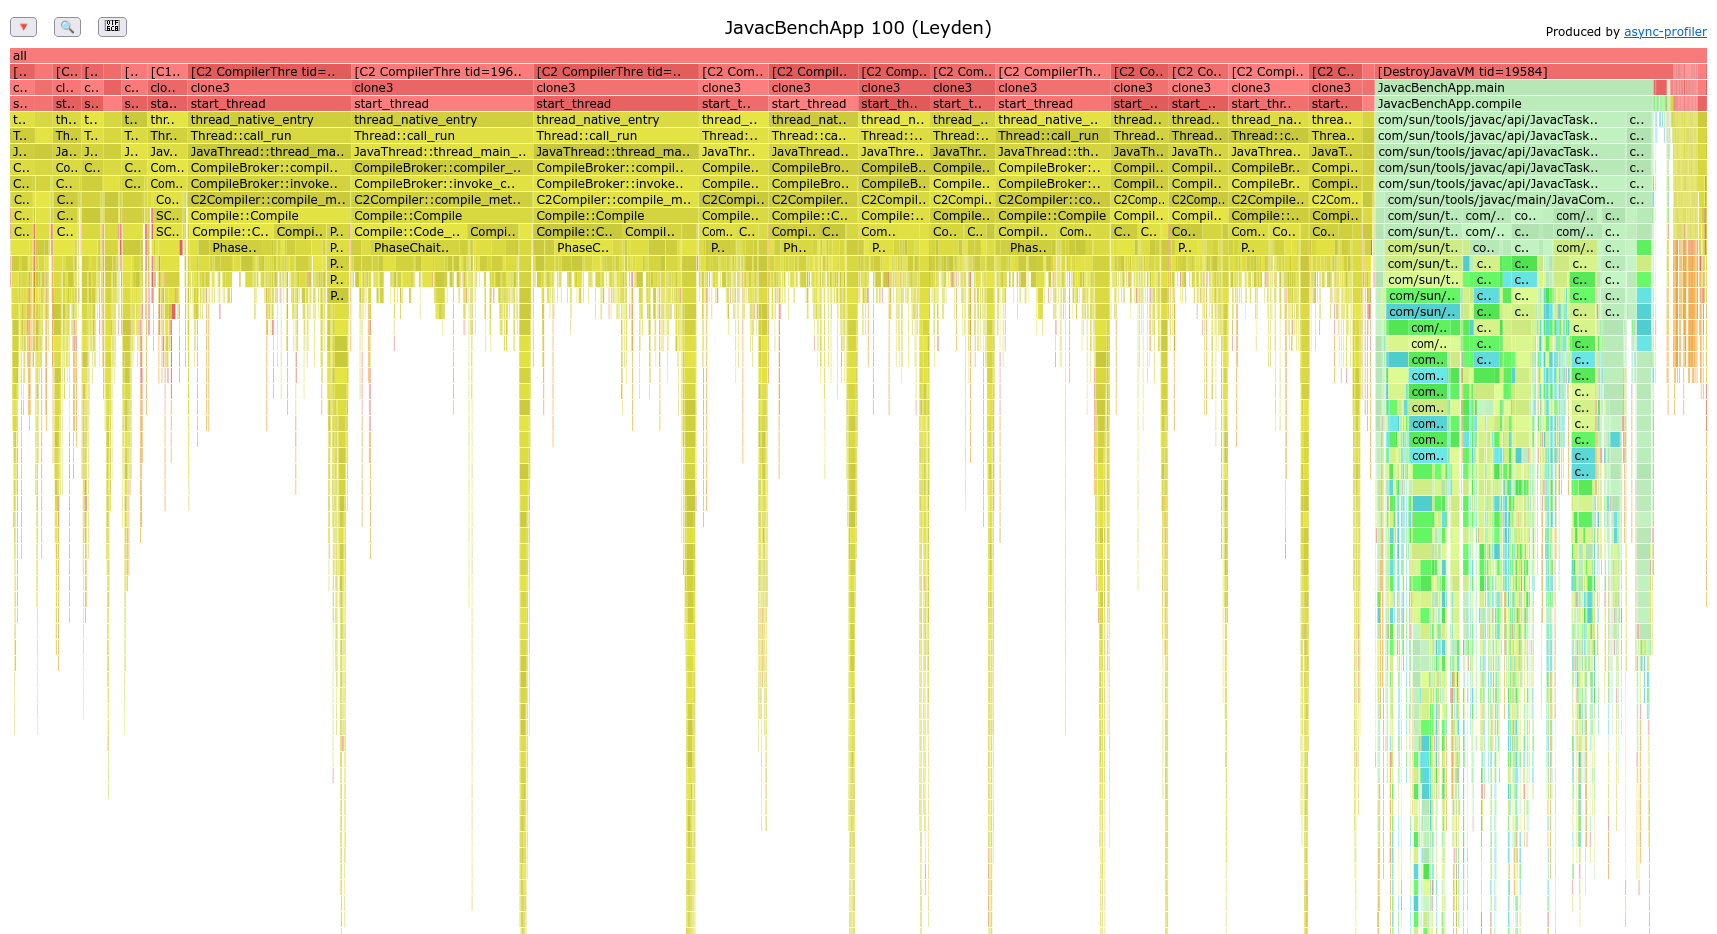 JavacBenchApp 100 (Leyden)
Produced by async-profiler
all
[.. [C.. [.. [.. [C1.. [C2 CompilerThre tid=.. [C2 CompilerThre tid=196.. [C2 CompilerThre tid=.. [C2 Com.. [C2 Compil.. [C2 Comp.. [C2 Com.. [C2 CompilerTh.. [C2 Co.. [C2 Co.. [C2 Compi.. [C2 C.. [DestroyJavaVM tid=19584]
c.. cl.. c.. c.. clo.. clone3 clone3 clone3 clone3 clone3 clone3 clone3 clone3 clone3 clone3 clone3 clone3 JavacBenchApp.main
s.. st.. s.. s.. sta.. start_thread start_thread start_thread start_t.. start_thread start_th.. start_t.. start_thread start_.. start_.. start_thr.. start.. JavacBenchApp.compile
t.. th.. t.. t.. thr.. thread_native_entry thread_native_entry thread_native_entry thread_.. thread_nat.. thread_n.. thread_.. thread_native_.. thread.. thread.. thread_na.. threa.. com/sun/tools/javac/api/JavacTask.. c..
T.. Th.. T.. T.. Thr.. Thread::call_run Thread::call_run Thread::call_run Thread:.. Thread::ca.. Thread::.. Thread:.. Thread::call_run Thread.. Thread.. Thread::c.. Threa.. com/sun/tools/javac/api/JavacTask.. c..
J.. Ja.. J.. J.. Jav.. JavaThread::thread_ma.. JavaThread::thread_main_.. JavaThread::thread_ma.. JavaThr.. JavaThread.. JavaThre.. JavaThr.. JavaThread::th.. JavaTh.. JavaTh.. JavaThrea.. JavaT.. com/sun/tools/javac/api/JavacTask.. c..
C.. Co.. C.. C.. Com.. CompileBroker::compil.. CompileBroker::compiler_.. CompileBroker::compil.. Compile.. CompileBro.. CompileB.. Compile.. CompileBroker:.. Compil.. Compil.. CompileBr.. Compi.. com/sun/tools/javac/api/JavacTask.. c..
C.. C.. C.. Com.. CompileBroker::invoke.. CompileBroker::invoke_c.. CompileBroker::invoke.. Compile.. CompileBro.. CompileB.. Compile.. CompileBroker:.. Compil.. Compil.. CompileBr.. Compi.. com/sun/tools/javac/api/JavacTask.. c..
C.. C.. Co.. C2Compiler::compile_m.. C2Compiler::compile_met.. C2Compiler::compile_m.. C2Compi.. C2Compiler.. C2Compi.. C2Compi.. C2Compiler::co.. C2Comp.. C2Comp.. C2Compile.. C2Com.. com/sun/tools/javac/main/JavaCom.. c..
C.. C.. SC.. Compile::Compile Compile::Compile Compile::Compile Compile.. Compile::C.. Compile:.. Compile.. Compile::Compile Compil.. Compil.. Compile::.. Compi.. com/sun/t.. com/.. co.. com/.. c..
C.. C.. SC.. Compile::C.. Compi.. P.. Compile::Code_.. Compi.. Compile::C.. Compil.. Com.. C.. Compi.. C.. Com.. Co.. C.. Compil.. Com.. Co.. C.. Co.. Com.. Co.. Co.. com/sun/t.. com/.. c.. com/.. c..
Phase.. P.. PhaseChait.. PhaseC.. P.. Ph.. P.. Phas.. P.. P.. com/sun/t.. co.. c.. com/.. c..
P.. com/sun/t.. c.. c.. c.. c..
P.. com/sun/t.. c.. c.. c.. c..
P.. com/sun/.. c.. c.. c.. c..
com/sun/.. c.. c.. c.. c..
com/.. c.. c..
com/.. c.. c..
com.. c.. c..
com.. c..
com.. c..
com.. c..
com.. c..
com.. c..
com.. c..
c..